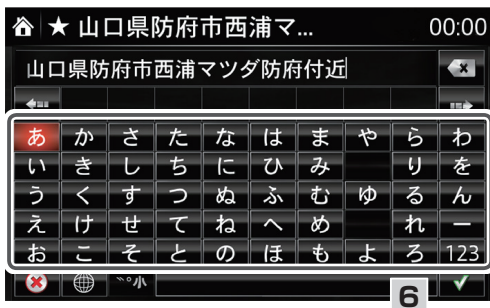 ★ 山口県防府市西浦マ... 00:00
山口県防府市西浦マツダ防府付近
あ か さ た な は ま や ら わ
い き し ち に ひ み り を
う く す つ ぬ ふ む ゆ る ん
え け せ て ね へ め れ ー
お こ そ と の ほ も よ ろ 123
゛゜小
6